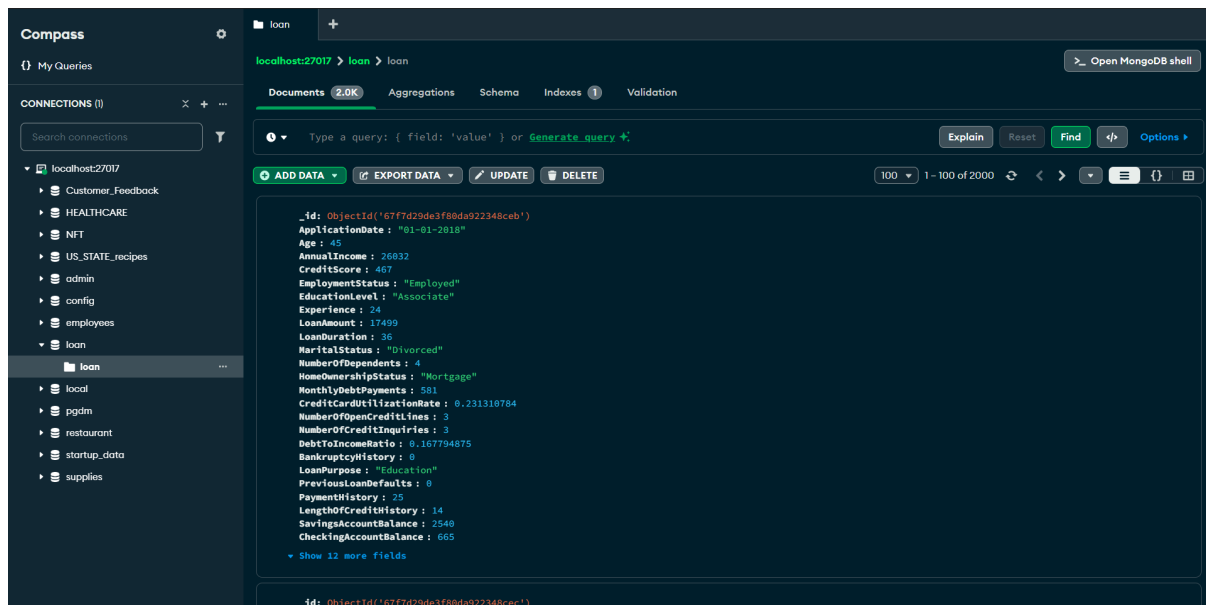 Compass
{} My Queries
CONNECTIONS (1)
Search connections
localhost:27017
Customer_Feedback
HEALTHCARE
NFT
US_STATE_recipes
admin
config
employees
loan
loan
local
pgdm
restaurant
startup_data
supplies
loan
localhost:27017 > loan > loan
>_ Open MongoDB shell
Documents 2.0K Aggregations Schema Indexes 1 Validation
Type a query: { field: 'value' } or Generate query
Explain Reset Find </> Options
ADD DATA EXPORT DATA UPDATE DELETE
100 1 – 100 of 2000 {}
_id: ObjectId('67f7d29de3f80da922348ceb')
ApplicationDate : "01-01-2018"
Age : 45
AnnualIncome : 26032
CreditScore : 467
EmploymentStatus : "Employed"
EducationLevel : "Associate"
Experience : 24
LoanAmount : 17499
LoanDuration : 36
MaritalStatus : "Divorced"
NumberOfDependents : 4
HomeOwnershipStatus : "Mortgage"
MonthlyDebtPayments : 581
CreditCardUtilizationRate : 0.231310784
NumberOfOpenCreditLines : 3
NumberOfCreditInquiries : 3
DebtToIncomeRatio : 0.167794875
BankruptcyHistory : 0
LoanPurpose : "Education"
PreviousLoanDefaults : 0
PaymentHistory : 25
LengthOfCreditHistory : 14
SavingsAccountBalance : 2540
CheckingAccountBalance : 665
Show 12 more fields
_id: ObjectId('67f7d29de3f80da922348cec')